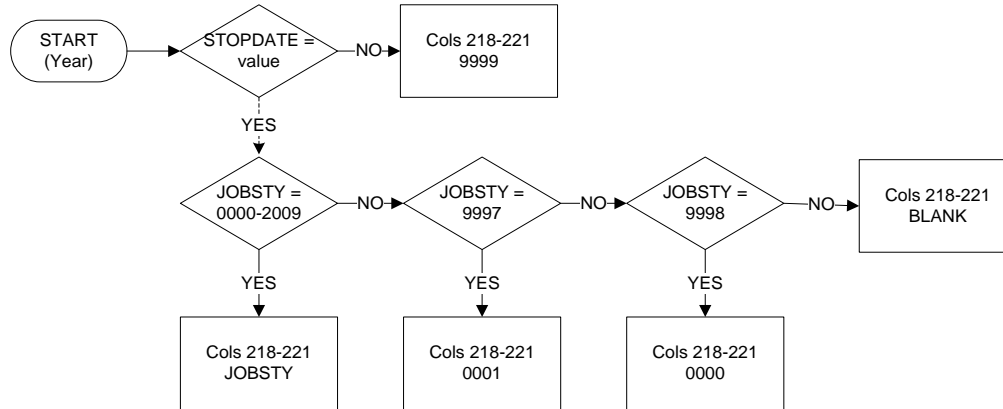 START
(Year)
STOPDATE =
value
NO
Cols 218-221
9999
YES
JOBSTY =
0000-2009
NO
JOBSTY =
9997
NO
JOBSTY =
9998
NO
Cols 218-221
BLANK
YES
YES
YES
Cols 218-221
JOBSTY
Cols 218-221
0001
Cols 218-221
0000